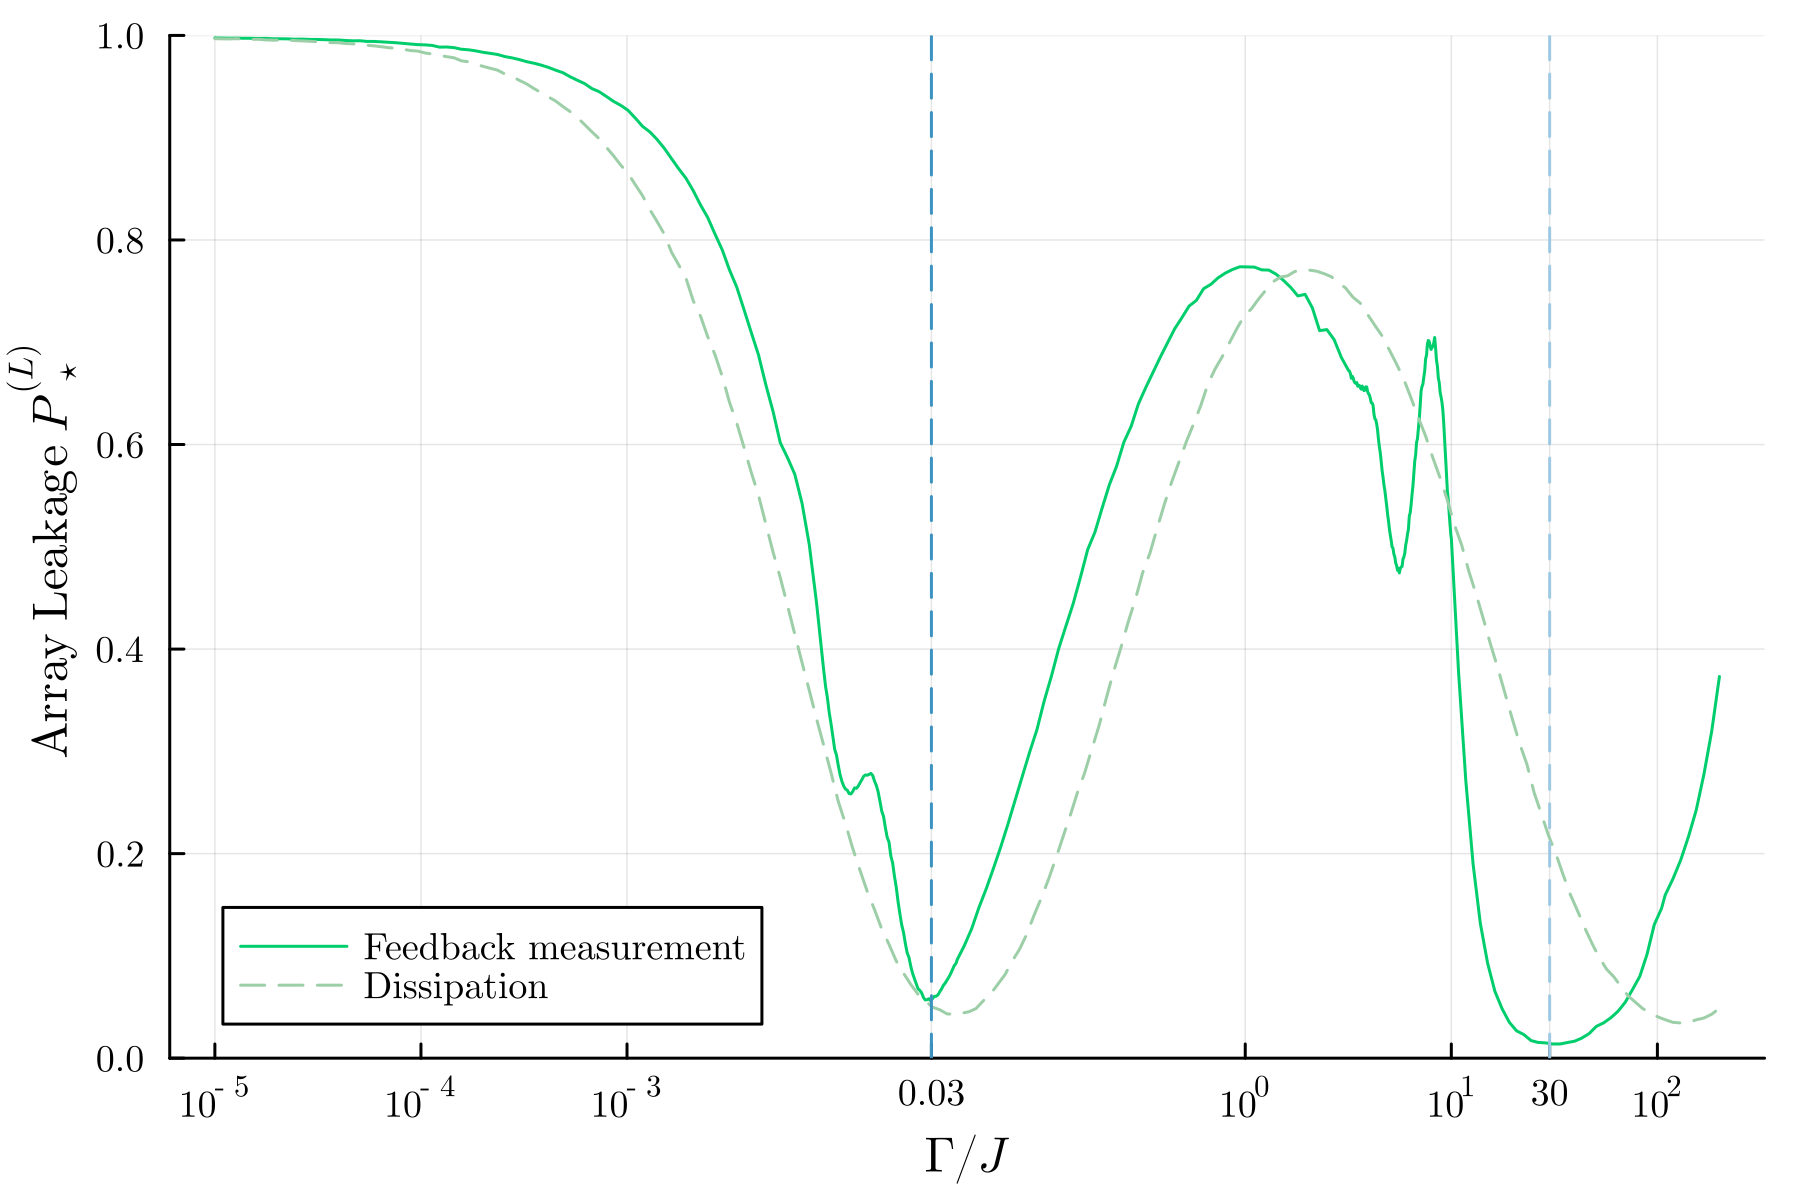 Array Leakage P⋆^(L)
1.0
0.8
0.6
0.4
0.2
0.0
Feedback measurement
Dissipation
10^-5 10^-4 10^-3 0.03 10^0 10^1 30 10^2
Γ/J